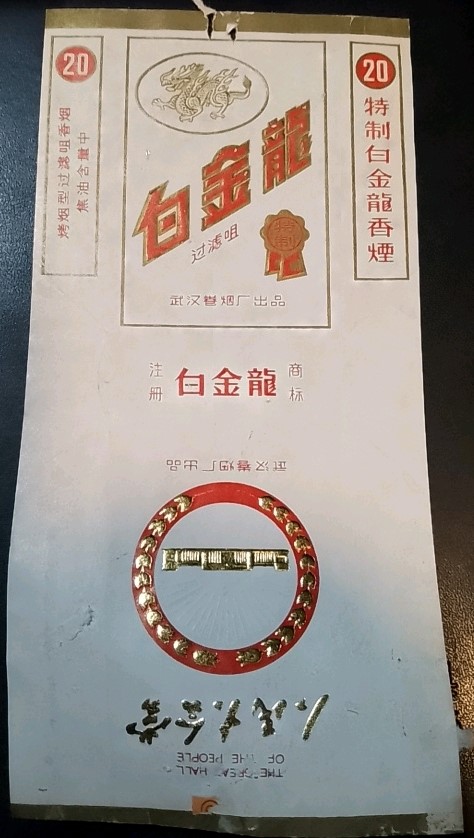 20
烤烟型过滤咀香烟
焦油含量中
白金龍
过滤咀
特制
武汉卷烟厂出品
20
特制白金龍香煙
注册
白金龍
商标
武汉卷烟厂出品
人民大会堂
THE GREAT HALL
OF THE PEOPLE